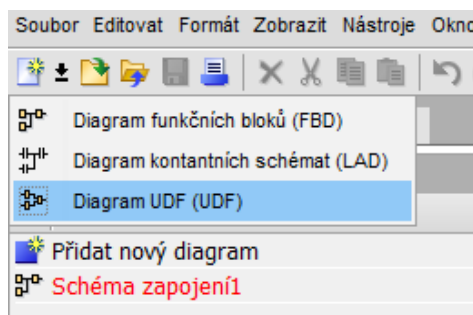 Soubor Editovat Formát Zobrazit Nástroje Okno
Diagram funkčních bloků (FBD)
Diagram kontantních schémat (LAD)
Diagram UDF (UDF)
Přidat nový diagram
Schéma zapojení1